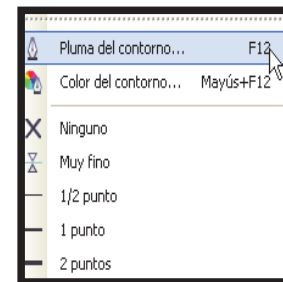 Pluma del contorno... F12
Color del contorno... Mayús+F12
Ninguno
Muy fino
1/2 punto
1 punto
2 puntos